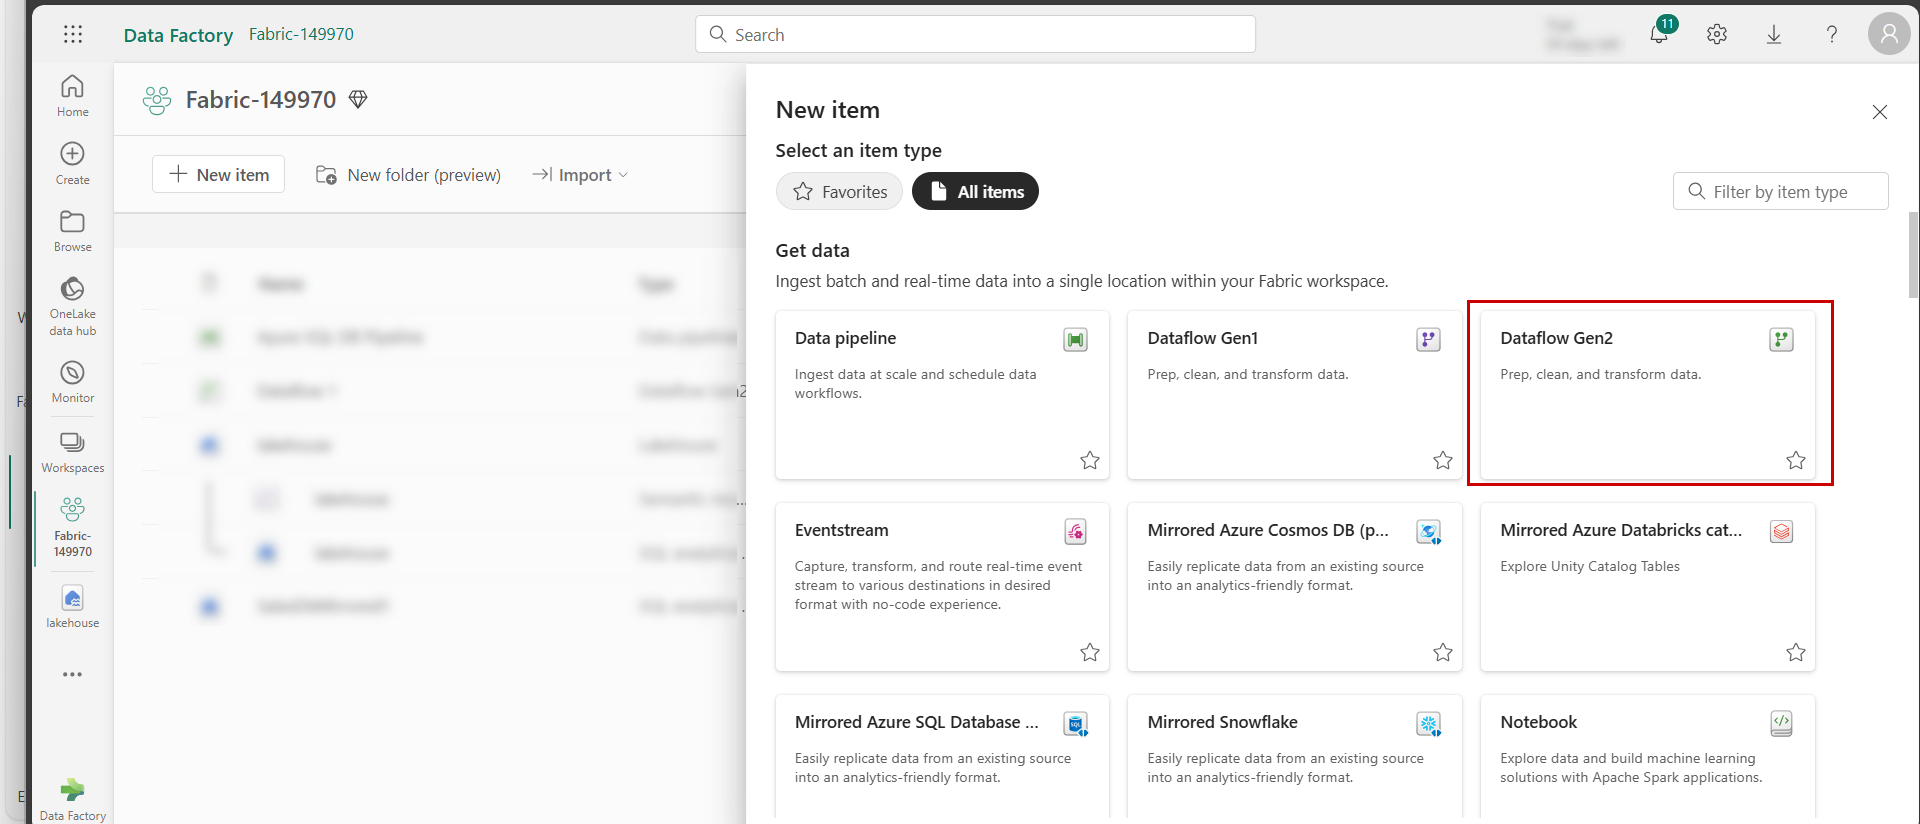 Data Factory Fabric-149970
Search
11
Home
Create
Browse
OneLake
data hub
Monitor
Workspaces
Fabric-
149970
lakehouse
Data Factory
Fabric-149970
New item
New folder (preview)
Import
New item
Select an item type
Favorites
All items
Filter by item type
Get data
Ingest batch and real-time data into a single location within your Fabric workspace.
Data pipeline
Ingest data at scale and schedule data
workflows.
Dataflow Gen1
Prep, clean, and transform data.
Dataflow Gen2
Prep, clean, and transform data.
Eventstream
Capture, transform, and route real-time event
stream to various destinations in desired
format with no-code experience.
Mirrored Azure Cosmos DB (p...
Easily replicate data from an existing source
into an analytics-friendly format.
Mirrored Azure Databricks cat...
Explore Unity Catalog Tables
Mirrored Azure SQL Database ...
Easily replicate data from an existing source
into an analytics-friendly format.
Mirrored Snowflake
Easily replicate data from an existing source
into an analytics-friendly format.
Notebook
Explore data and build machine learning
solutions with Apache Spark applications.